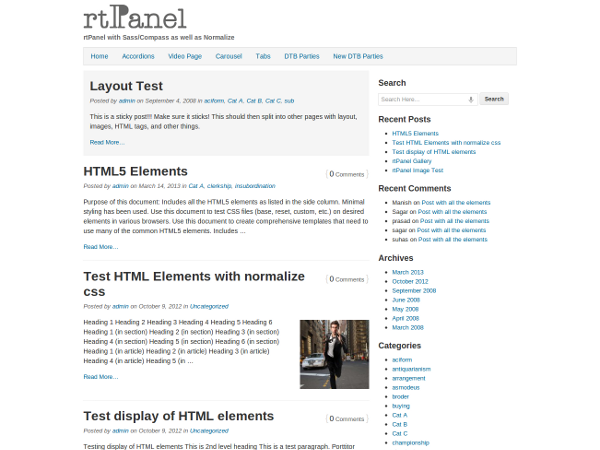 rtPanel
rtPanel with Sass/Compass as well as Normalize
Home Accordions Video Page Carousel Tabs DTB Parties New DTB Parties
Layout Test
Posted by admin on September 4, 2008 in aciform, Cat A, Cat B, Cat C, sub
This is a sticky post!!! Make sure it sticks! This should then split into other pages with layout,
images, HTML tags, and other things.
Read More…
HTML5 Elements
{ 0 Comments }
Posted by admin on March 14, 2013 in Cat A, clerkship, insubordination
Purpose of this document: Includes all the HTML5 elements as listed in the side column. Minimal
styling has been used. Use this document to test CSS files (base, reset, custom, etc.) on desired
elements in various browsers. Use this document to create comprehensive templates that need to
use many of the common HTML5 elements. Includes …
Read More…
Test HTML Elements with normalize
css
{ 0 Comments }
Posted by admin on October 9, 2012 in Uncategorized
Heading 1 Heading 2 Heading 3 Heading 4 Heading 5 Heading 6
Heading 1 (in section) Heading 2 (in section) Heading 3 (in section)
Heading 4 (in section) Heading 5 (in section) Heading 6 (in section)
Heading 1 (in article) Heading 2 (in article) Heading 3 (in article)
Heading 4 (in article) Heading 5 (in …
Read More…
Test display of HTML elements
{ 0 Comments }
Posted by admin on October 9, 2012 in Uncategorized
Testing display of HTML elements This is 2nd level heading This is a test paragraph. Porttitor
Search
Search Here... Search
Recent Posts
HTML5 Elements
Test HTML Elements with normalize css
Test display of HTML elements
rtPanel Gallery
rtPanel Image Test
Recent Comments
Manish on Post with all the elements
Sagar on Post with all the elements
prasad on Post with all the elements
sagar on Post with all the elements
suhas on Post with all the elements
Archives
March 2013
October 2012
September 2008
June 2008
May 2008
April 2008
March 2008
Categories
aciform
antiquarianism
arrangement
asmodeus
broder
buying
Cat A
Cat B
Cat C
championship